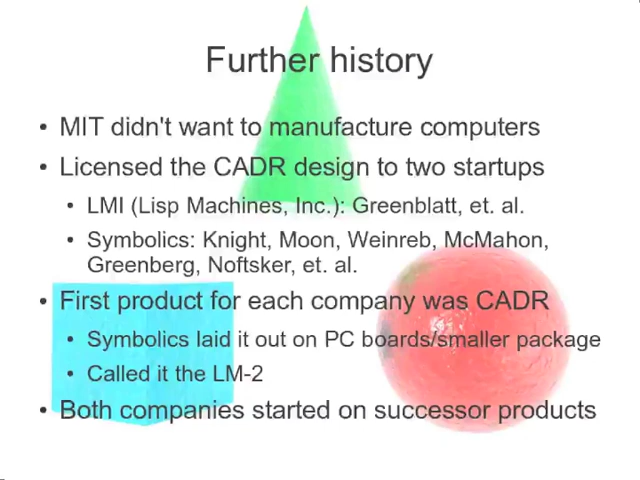 Further history
• MIT didn't want to manufacture computers
• Licensed the CADR design to two startups
• LMI (Lisp Machines, Inc.): Greenblatt, et. al.
• Symbolics: Knight, Moon, Weinreb, McMahon,
Greenberg, Noftsker, et. al.
• First product for each company was CADR
• Symbolics laid it out on PC boards/smaller package
• Called it the LM-2
• Both companies started on successor products